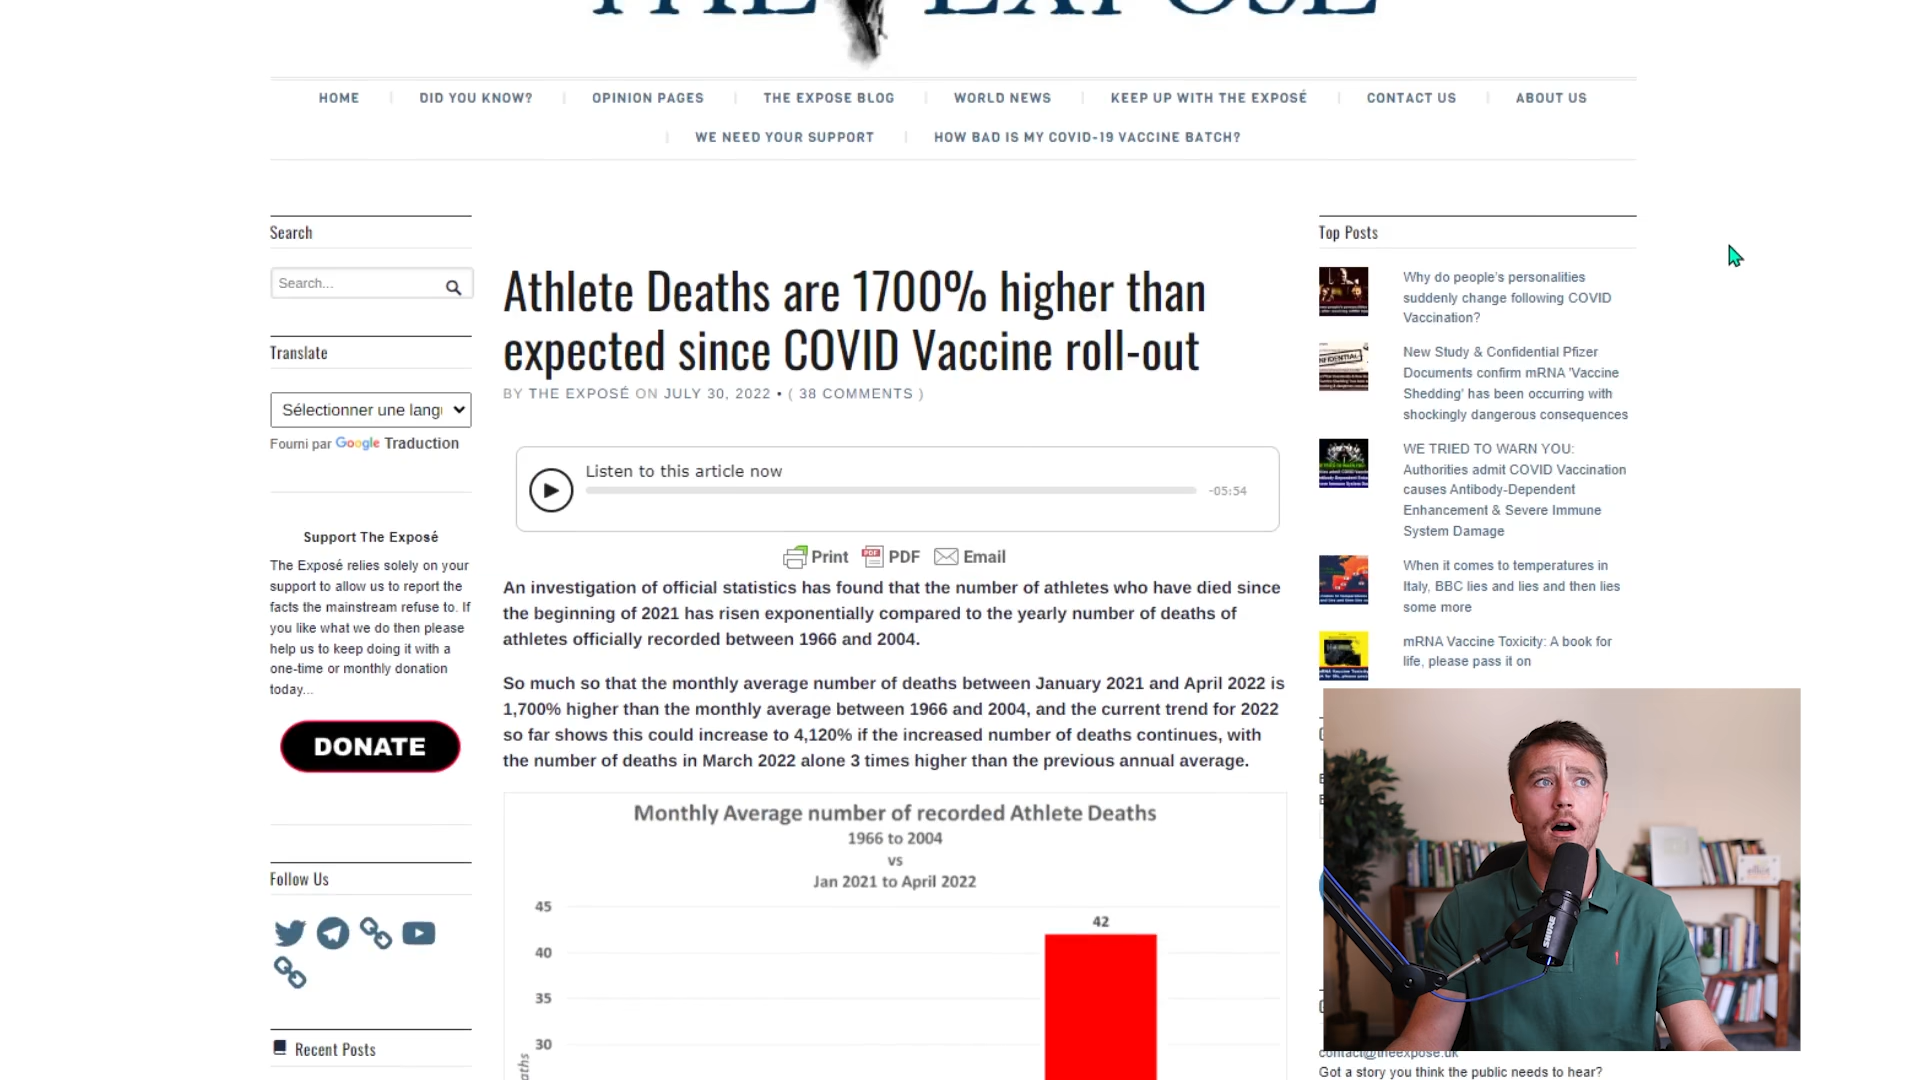 THE EXPOSÉ
HOME
DID YOU KNOW?
OPINION PAGES
THE EXPOSE BLOG
WORLD NEWS
KEEP UP WITH THE EXPOSÉ
CONTACT US
ABOUT US
WE NEED YOUR SUPPORT
HOW BAD IS MY COVID-19 VACCINE BATCH?
Search
Search...
Translate
Sélectionner une langu
Fourni par Google Traduction
Support The Exposé
The Exposé relies solely on your
support to allow us to report the
facts the mainstream refuse to. If
you like what we do then please
help us to keep doing it with a
one-time or monthly donation
today...
DONATE
Follow Us
Recent Posts
Athlete Deaths are 1700% higher than
expected since COVID Vaccine roll-out
BY THE EXPOSÉ ON JULY 30, 2022 • ( 38 COMMENTS )
Listen to this article now
-05:54
Print
PDF
Email
An investigation of official statistics has found that the number of athletes who have died since
the beginning of 2021 has risen exponentially compared to the yearly number of deaths of
athletes officially recorded between 1966 and 2004.
So much so that the monthly average number of deaths between January 2021 and April 2022 is
1,700% higher than the monthly average between 1966 and 2004, and the current trend for 2022
so far shows this could increase to 4,120% if the increased number of deaths continues, with
the number of deaths in March 2022 alone 3 times higher than the previous annual average.
Monthly Average number of recorded Athlete Deaths
1966 to 2004
vs
Jan 2021 to April 2022
45
42
40
35
30
Top Posts
Why do people's personalities
suddenly change following COVID
Vaccination?
New Study & Confidential Pfizer
Documents confirm mRNA 'Vaccine
Shedding' has been occurring with
shockingly dangerous consequences
WE TRIED TO WARN YOU:
Authorities admit COVID Vaccination
causes Antibody-Dependent
Enhancement & Severe Immune
System Damage
When it comes to temperatures in
Italy, BBC lies and lies and then lies
some more
mRNA Vaccine Toxicity: A book for
life, please pass it on
SHURE
contact@theexpose.uk
Got a story you think the public needs to hear?